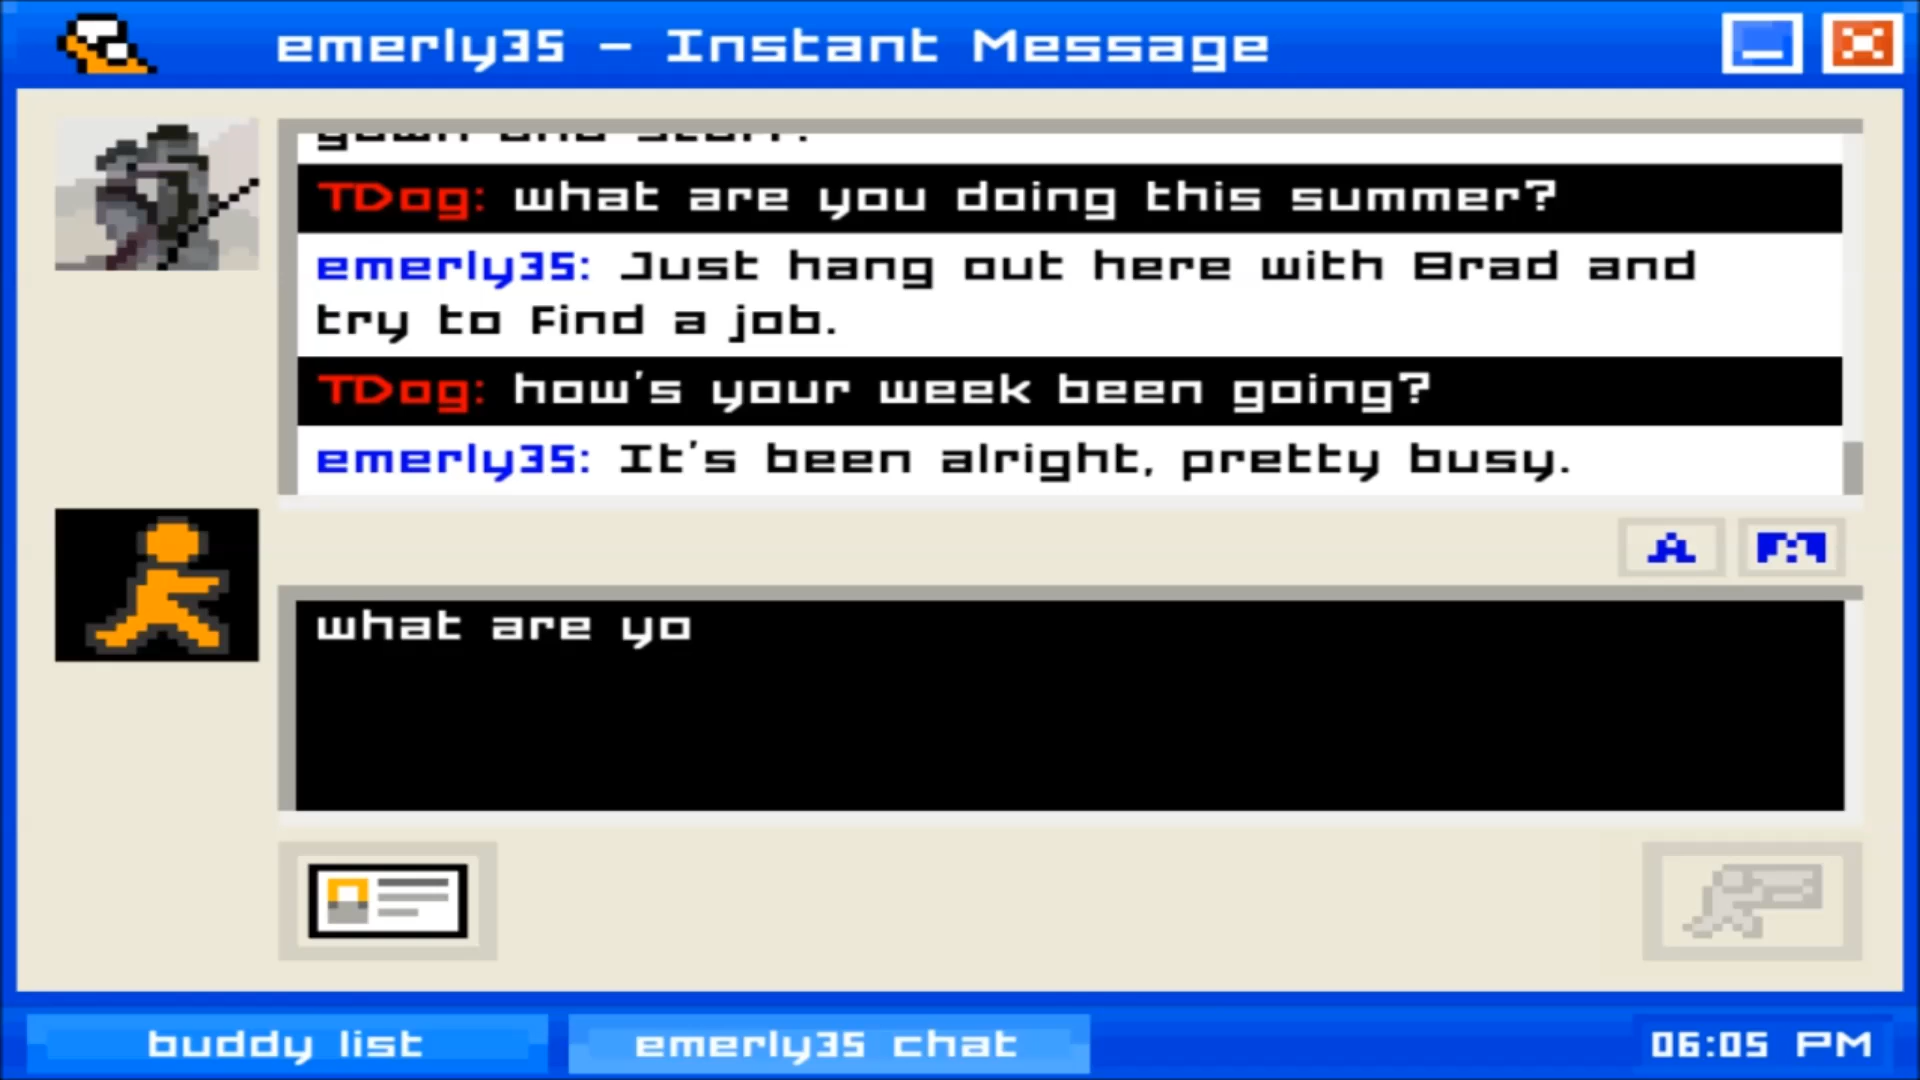 emerly35 - Instant Message
TDog: what are you doing this summer?
emerly35: Just hang out here with Brad and
try to find a job.
TDog: how's your week been going?
emerly35: It's been alright, pretty busy.
A
what are yo
buddy list
emerly35 chat
06:05 PM